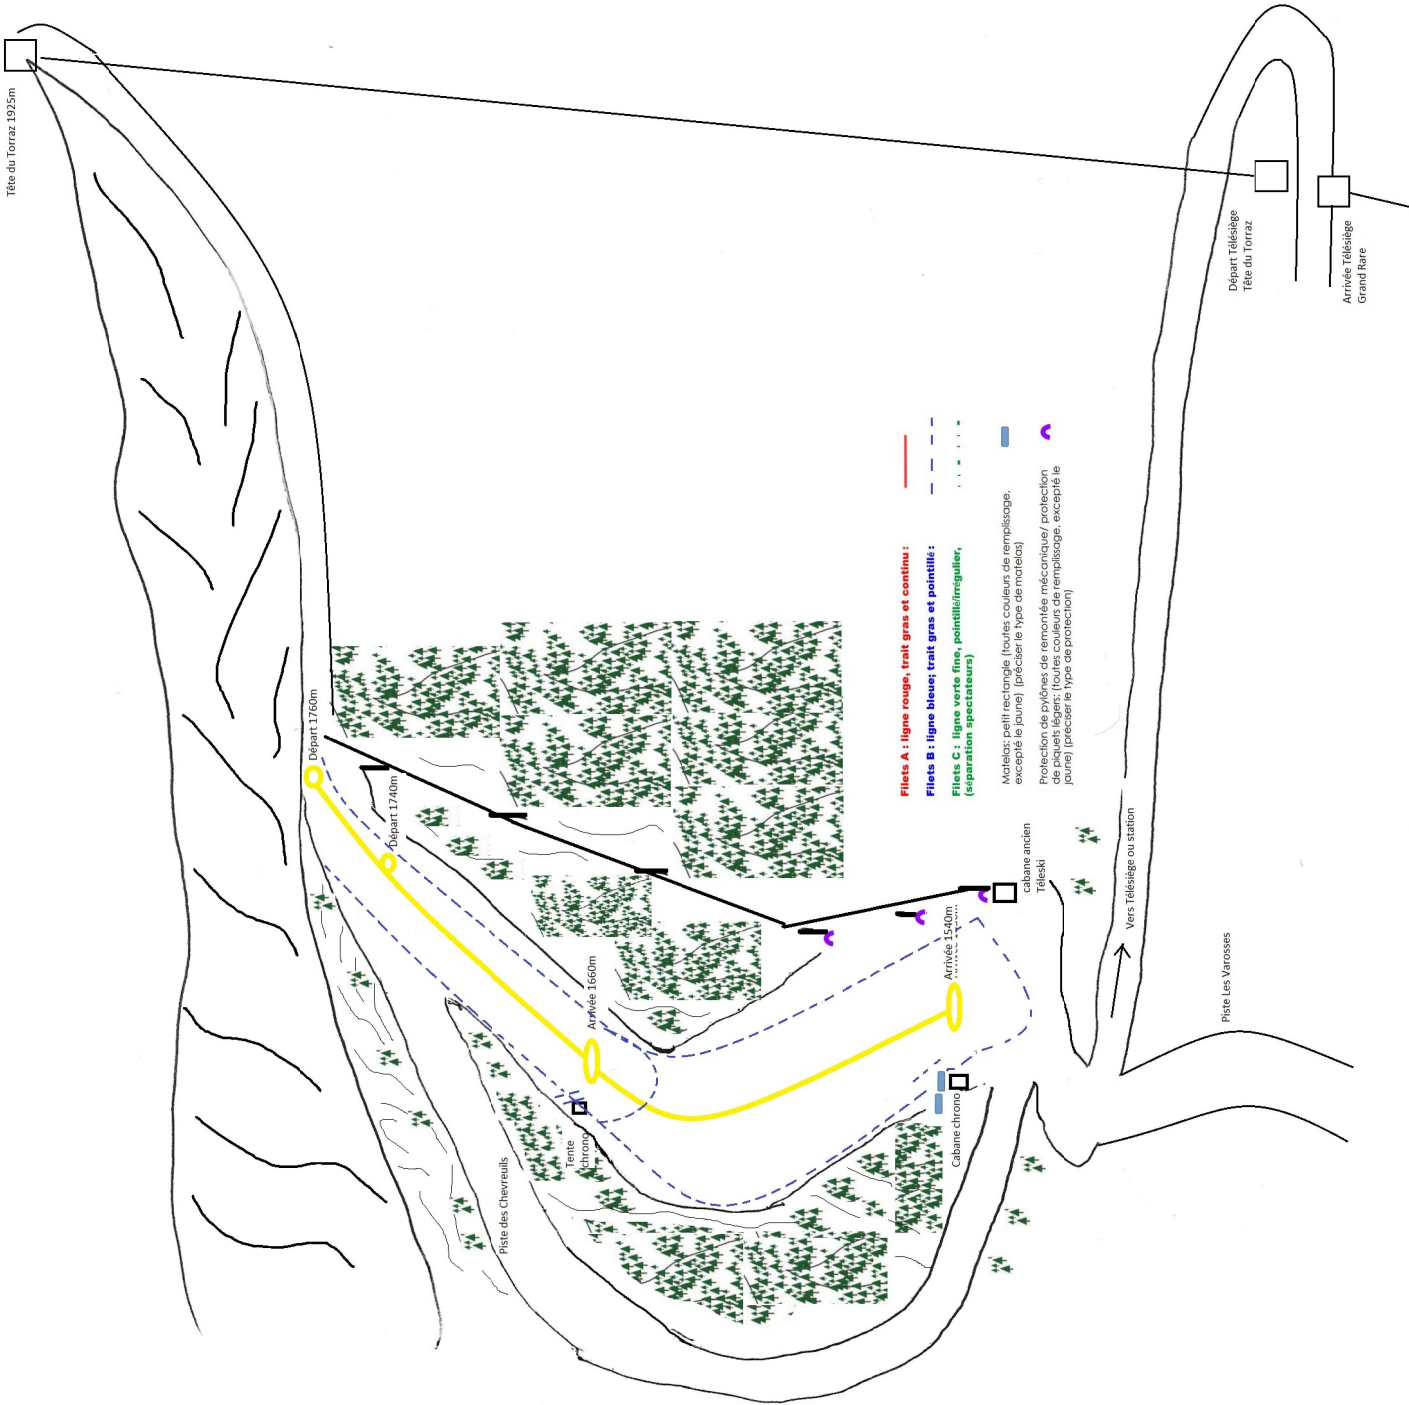 Tête du Torraz 1925m
Départ 1760m
Départ 1740m
Arrivée 1660m
Tente
chrono
Piste des Chevreuils
Filets A : ligne rouge, trait gras et continu :
Filets B : ligne bleue; trait gras et pointillé :
Filets C : ligne verte fine, pointillé/irrégulier,
(séparation spectateurs)
Matelas: petit rectangle (toutes couleurs de remplissage,
excepté le jaune) (préciser le type de matelas)
Protection de pylônes de remontée mécanique/ protection
de piquets légers: (toutes couleurs de remplissage, excepté le
jaune) (préciser le type de protection)
Arrivée 1540m
Cabane chrono
cabane ancien
Téleski
Vers Télésiège ou station
Piste Les Varosses
Départ Télésiège
Tête du Torraz
Arrivée Télésiège
Grand Rare